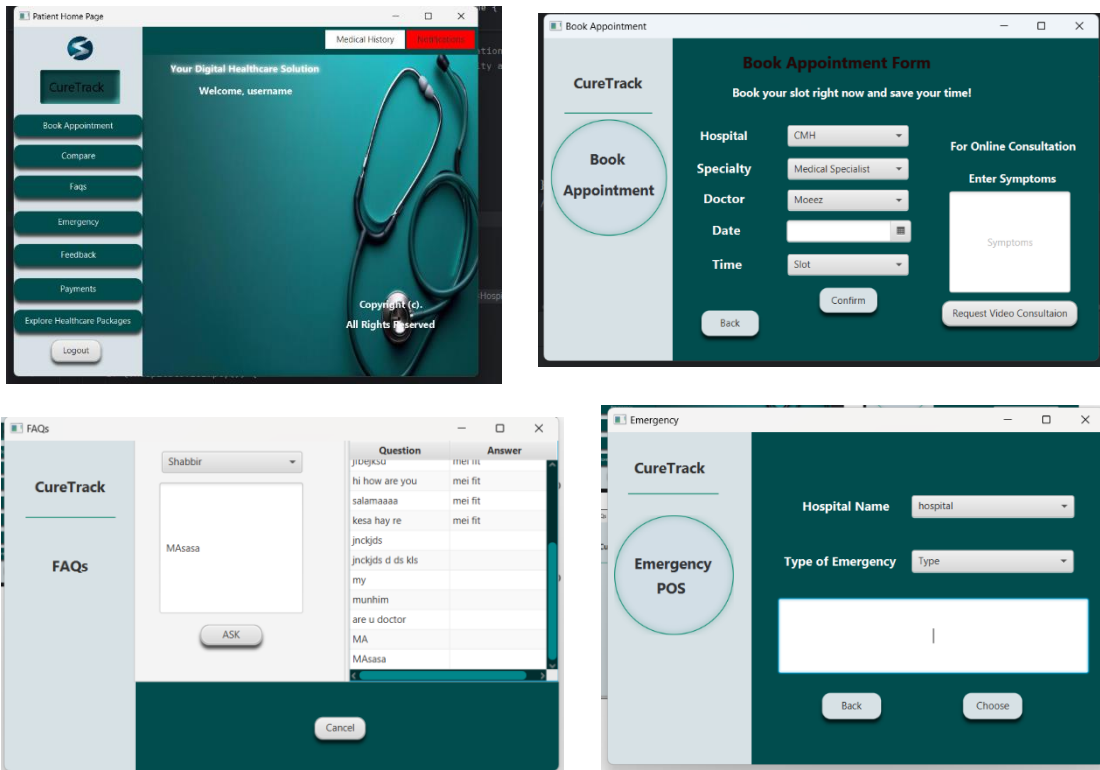 Patient Home Page
Medical History
Notifications
CureTrack
Your Digital Healthcare Solution
Welcome, username
Book Appointment
Compare
Faqs
Emergency
Feedback
Payments
Explore Healthcare Packages
Logout
Copyright (c).
All Rights Reserved
Book Appointment
CureTrack
Book
Appointment
Book Appointment Form
Book your slot right now and save your time!
Hospital
CMH
Specialty
Medical Specialist
Doctor
Moeez
Date
Time
Slot
Confirm
Back
For Online Consultation
Enter Symptoms
Symptoms
Request Video Consultaion
FAQs
CureTrack
FAQs
Shabbir
MAsasa
ASK
Question Answer
mei fit
hi how are you mei fit
salamaaaa mei fit
kesa hay re mei fit
jnckjds
jnckjds d ds kls
my
munhim
are u doctor
MA
MAsasa
Cancel
Emergency
CureTrack
Emergency
POS
Hospital Name
hospital
Type of Emergency
Type
Back
Choose